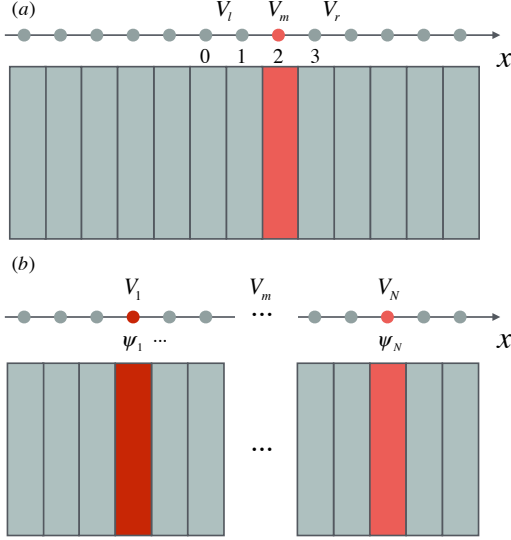 (a)
V_l V_m V_r
0 1 2 3
x
(b)
V_1 V_m V_N
...
x
ψ_1 ... ψ_N
...